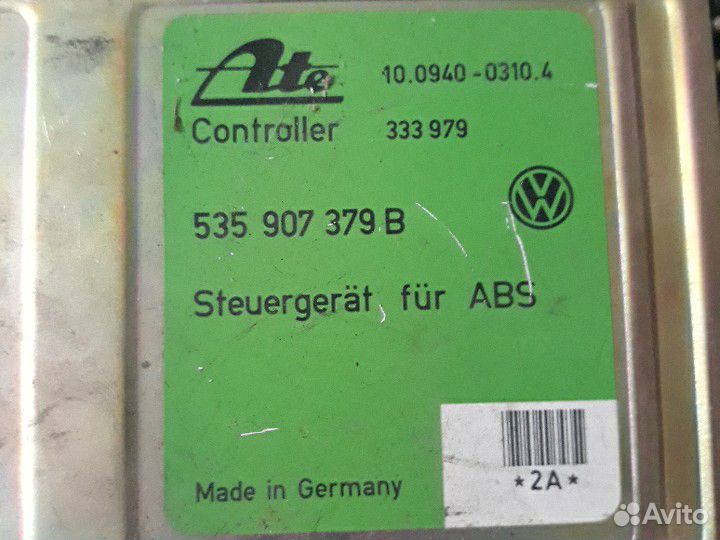 Ate 10.0940-0310.4
Controller 333 979
VW
535 907 379 B
Steuergerät für ABS
*2A*
Made in Germany
Avito